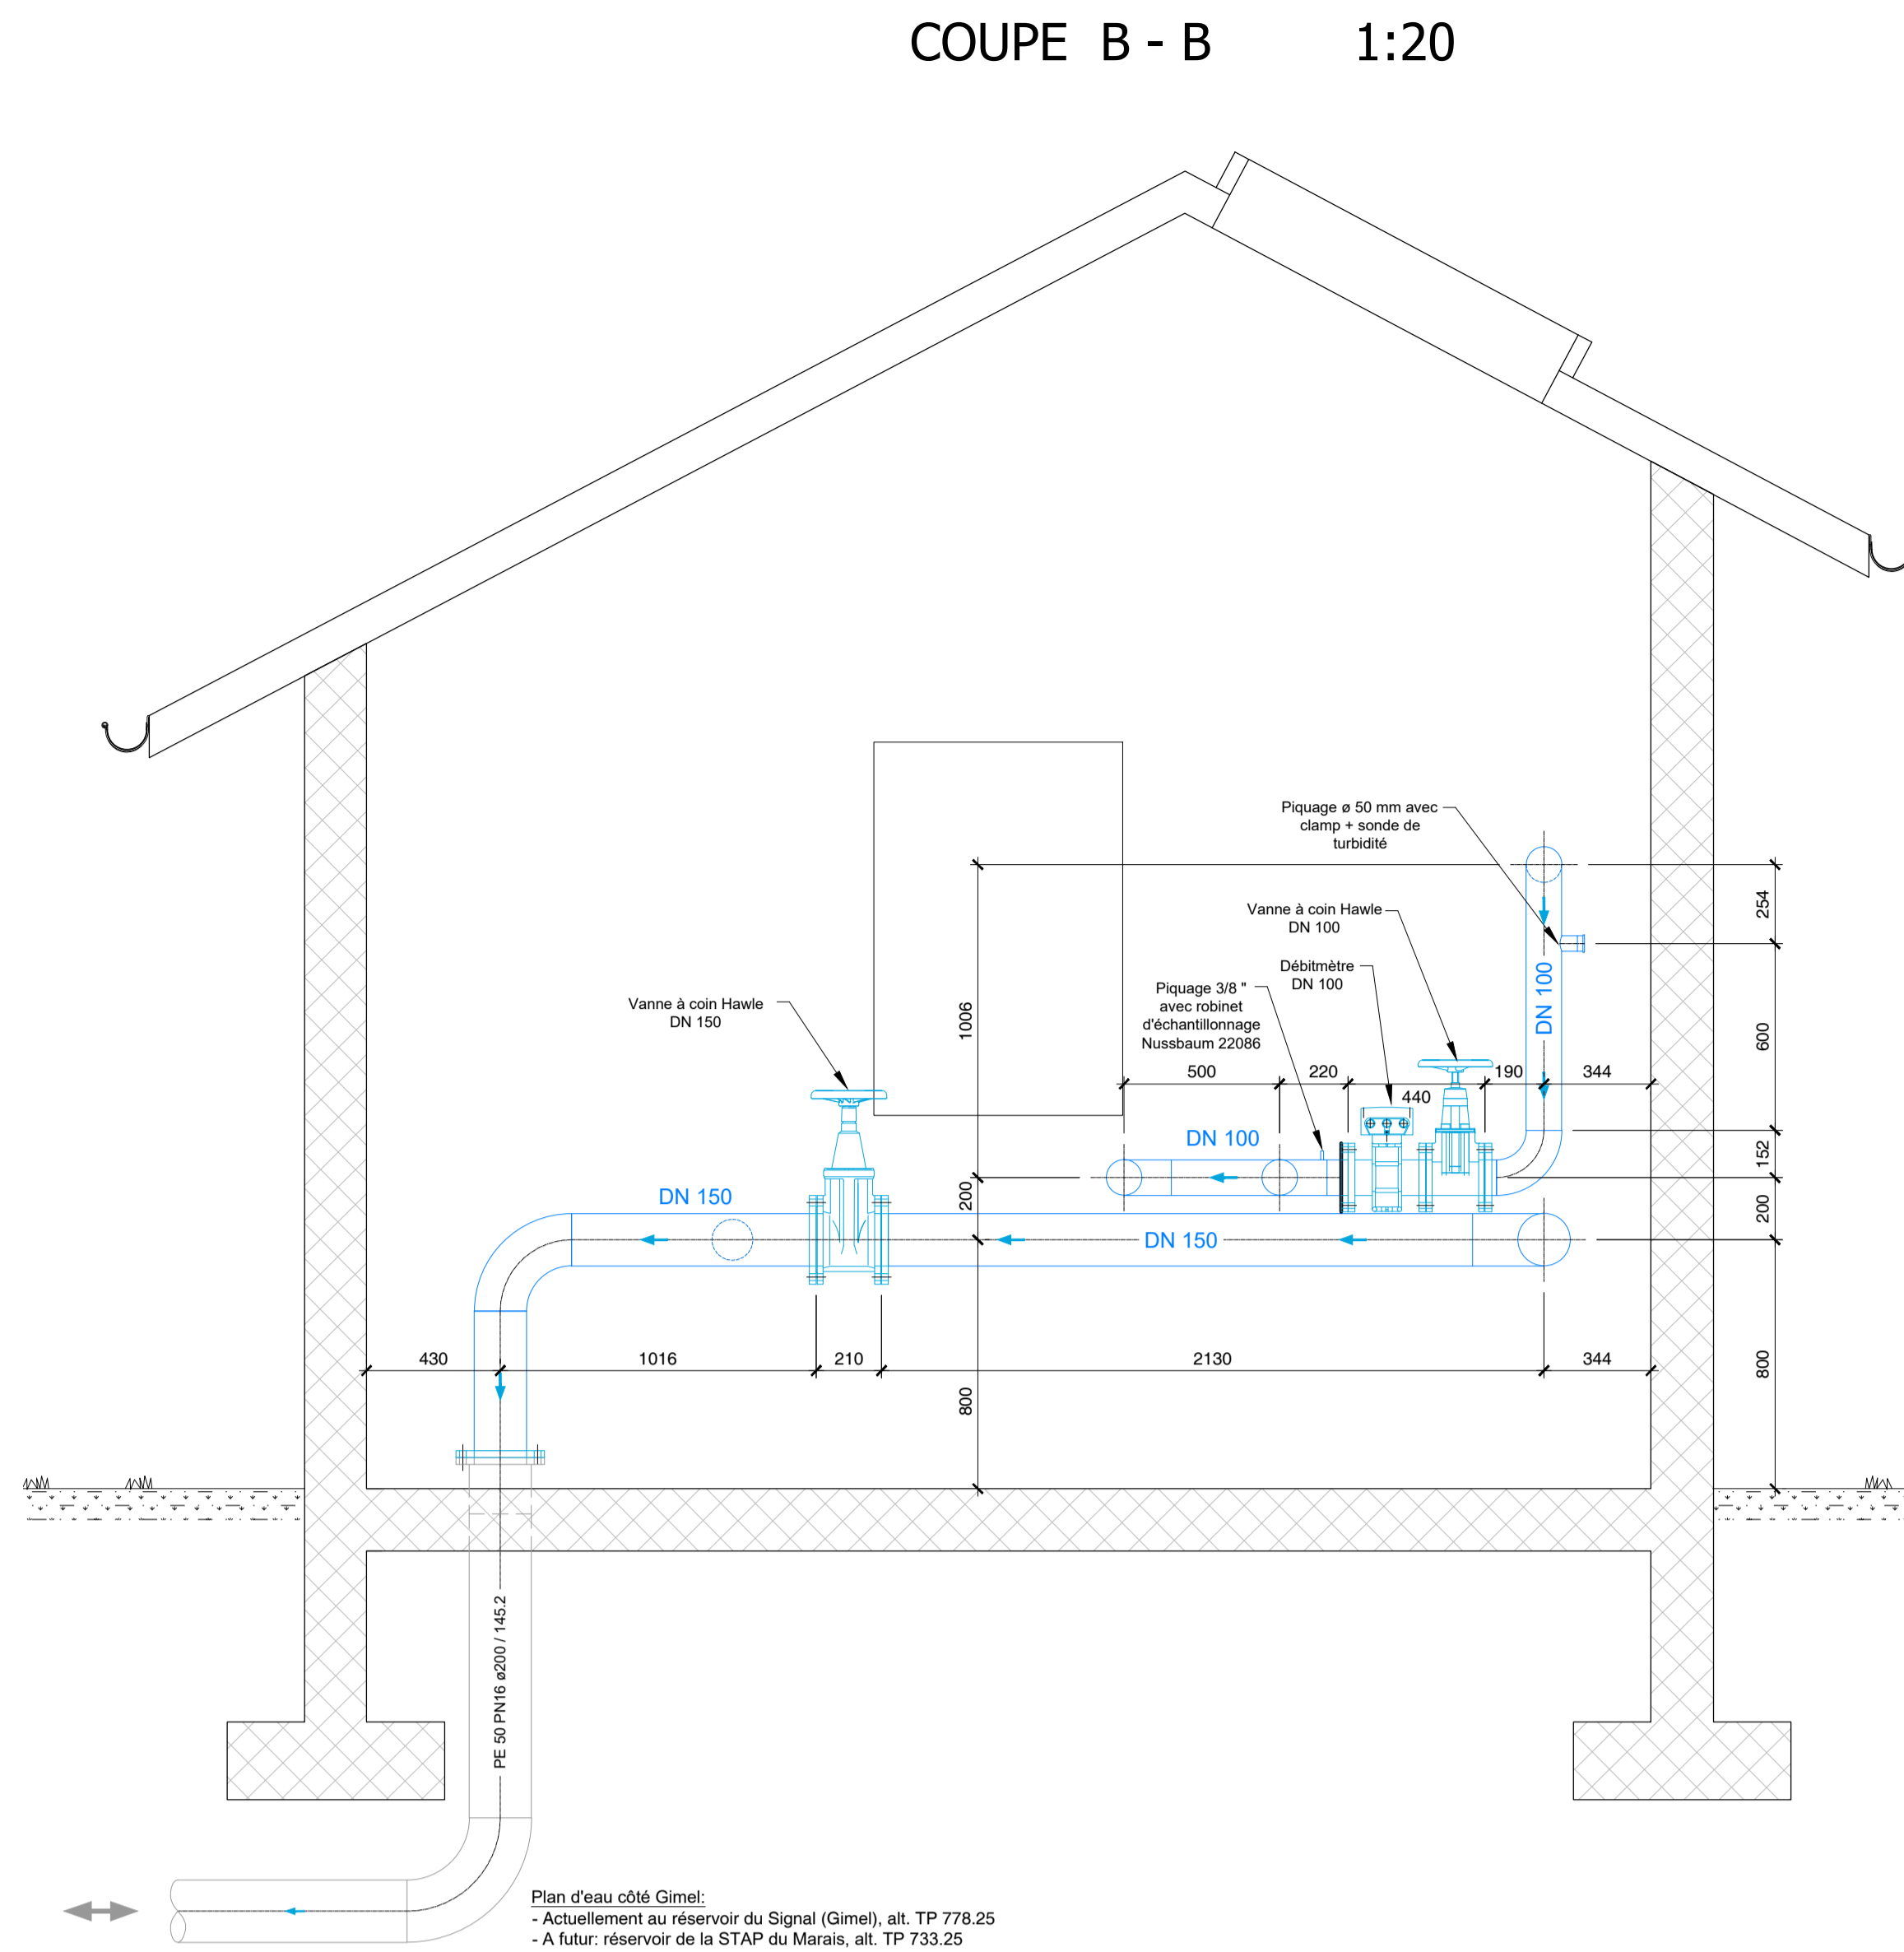 COUPE B - B 1:20
Piquage ø 50 mm avec
clamp + sonde de
turbidité
Vanne à coin Hawle
DN 100
Débitmètre
DN 100
Piquage 3/8 "
avec robinet
d'échantillonnage
Nussbaum 22086
Vanne à coin Hawle
DN 150
254
600
152
200
800
DN 100
1006
200
800
500 220 440 190 344
DN 100
DN 150
DN 150
430 1016 210 2130 344
PE 50 PN16 ø200 / 145.2
Plan d'eau côté Gimel:
- Actuellement au réservoir du Signal (Gimel), alt. TP 778.25
- A futur: réservoir de la STAP du Marais, alt. TP 733.25